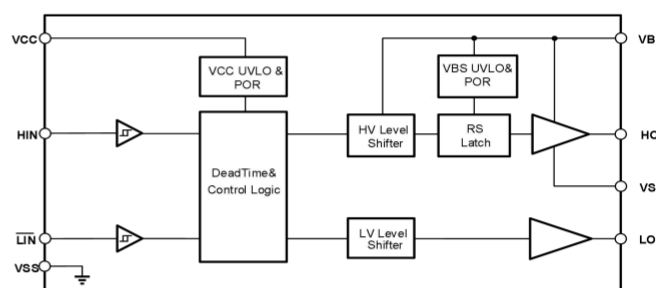 VCC
VB
VCC UVLO &
POR
VBS UVLO&
POR
HIN
HV Level
Shifter
RS
Latch
HO
DeadTime&
Control Logic
VS
L̅I̅N̅
LV Level
Shifter
LO
VSS